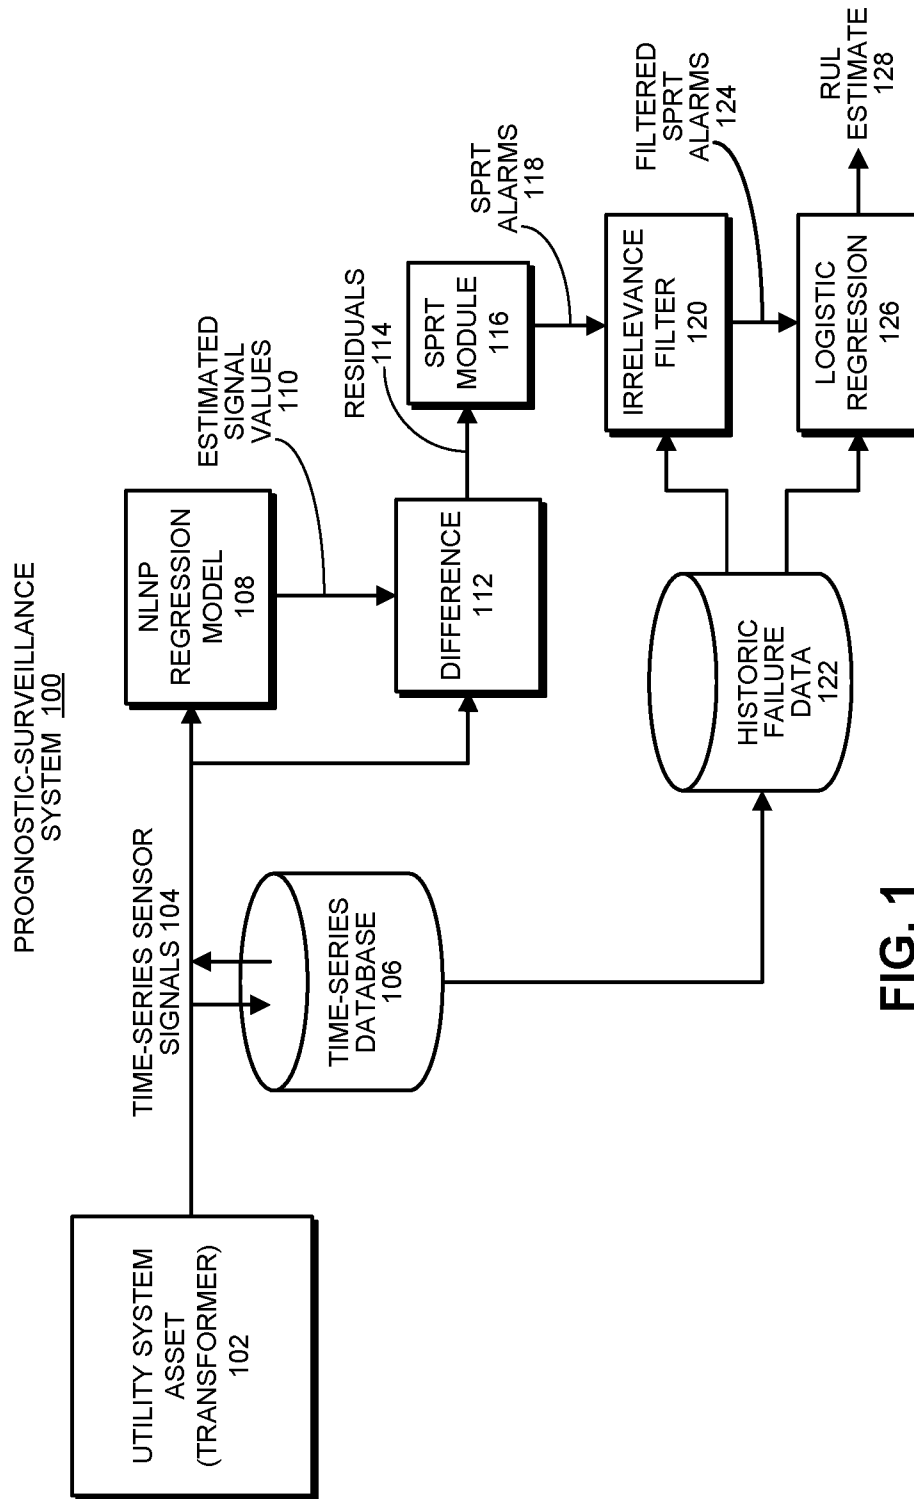 PROGNOSTIC-SURVEILLANCE
SYSTEM 100
UTILITY SYSTEM
ASSET
(TRANSFORMER)
102
TIME-SERIES SENSOR
SIGNALS 104
TIME-SERIES
DATABASE
106
NLNP
REGRESSION
MODEL
108
ESTIMATED
SIGNAL
VALUES
110
DIFFERENCE
112
RESIDUALS
114
SPRT
MODULE
116
SPRT
ALARMS
118
IRRELEVANCE
FILTER
120
HISTORIC
FAILURE
DATA
122
FILTERED
SPRT
ALARMS
124
LOGISTIC
REGRESSION
126
RUL
ESTIMATE
128
FIG. 1